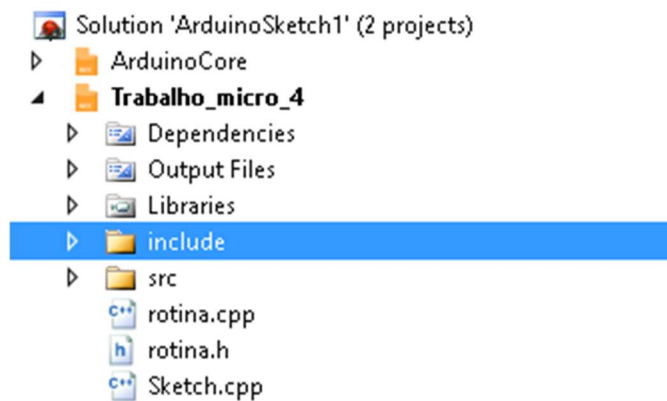 Solution 'ArduinoSketch1' (2 projects)
ArduinoCore
Trabalho_micro_4
Dependencies
Output Files
Libraries
include
src
rotina.cpp
rotina.h
Sketch.cpp